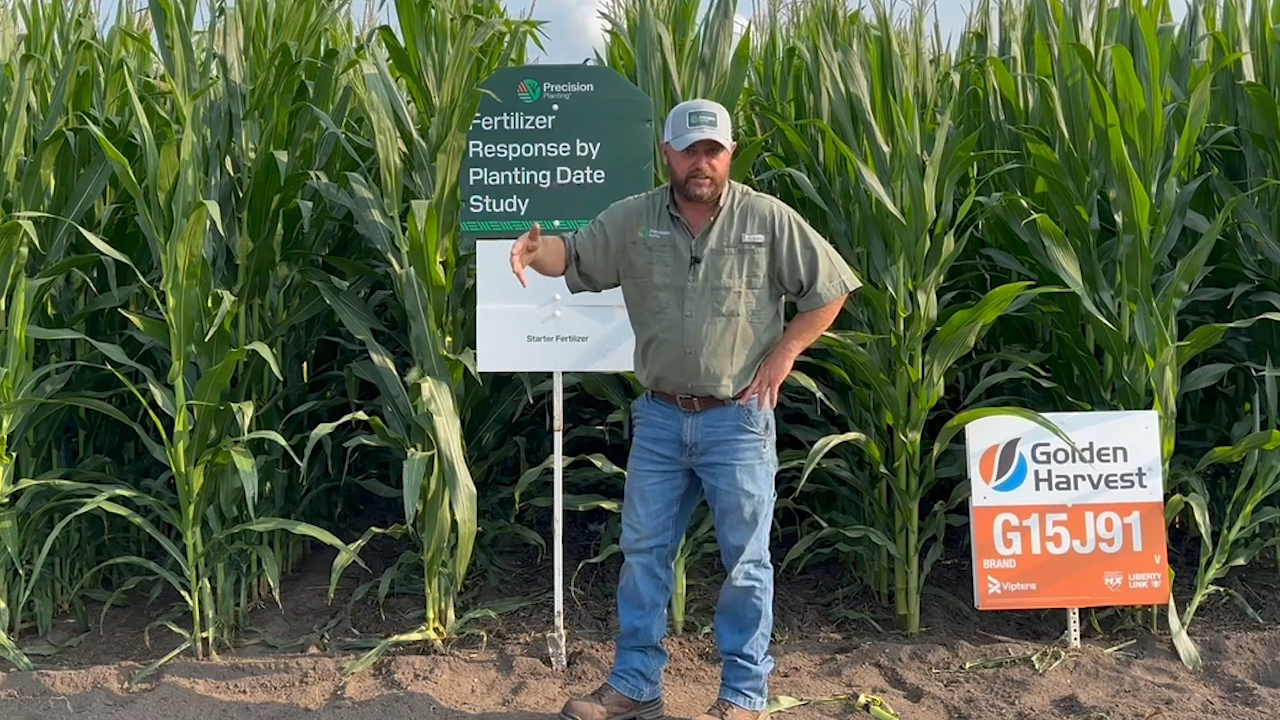 Precision
Planting
Fertilizer
Response by
Planting Date
Study
Starter Fertilizer
Golden
Harvest
G15J91
BRAND
V
Viptera
LIBERTY
LINK